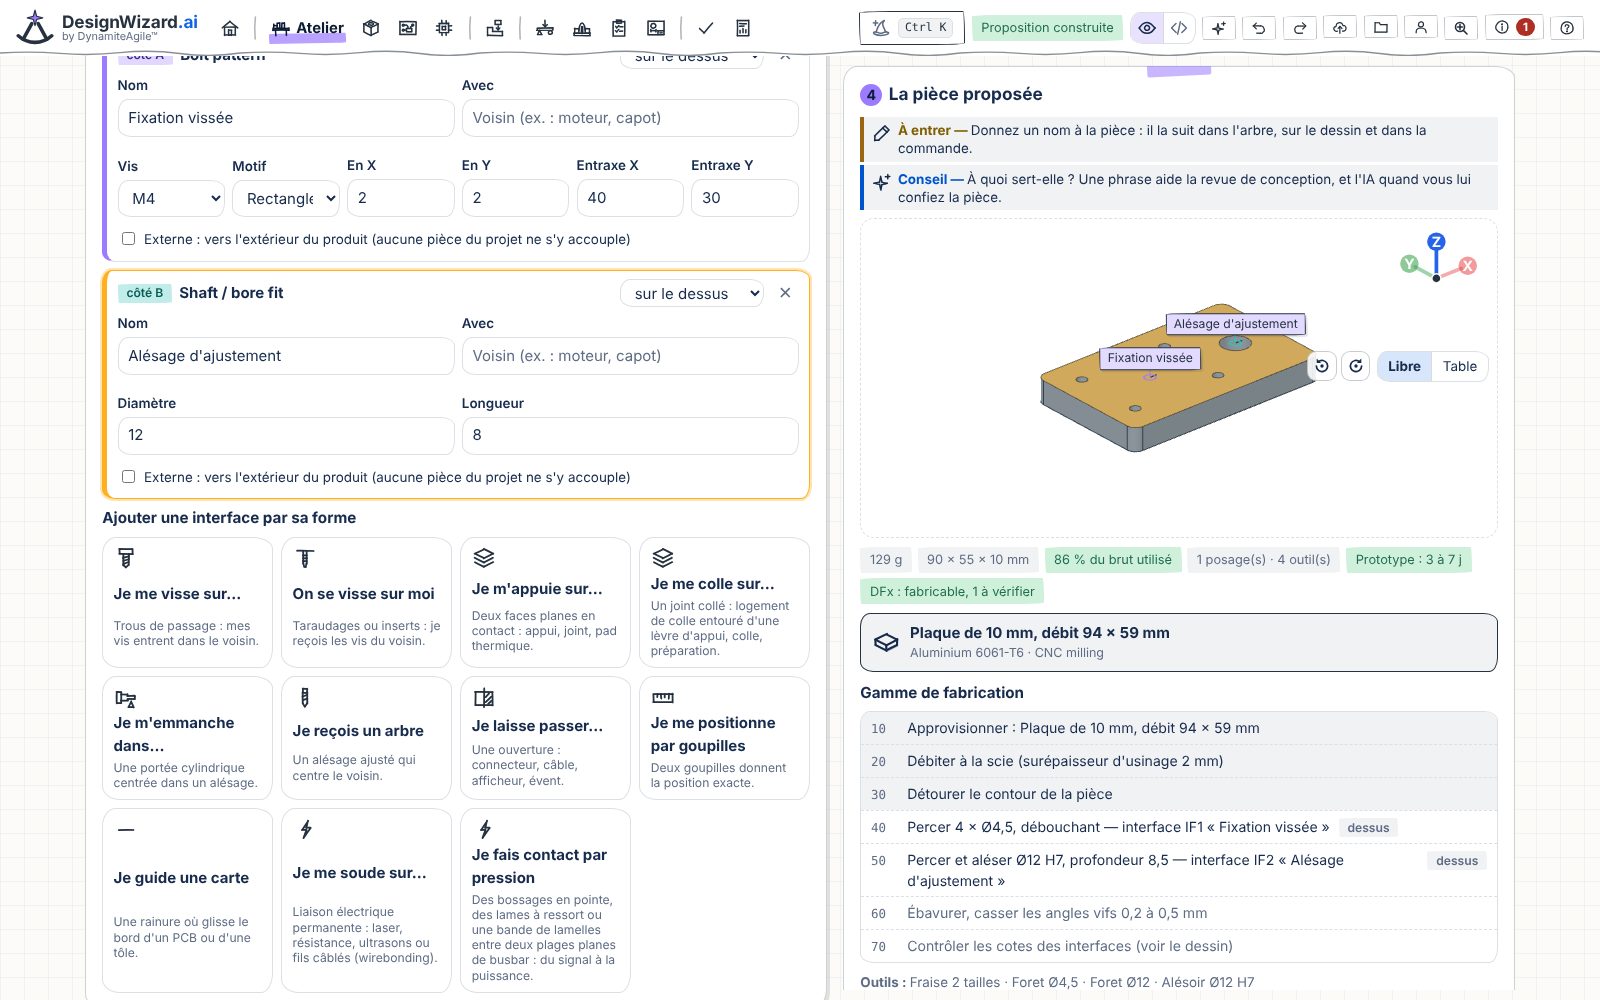 DesignWizard.ai
by DynamiteAgile™
Atelier
Ctrl K
Proposition construite
1
côté A Bolt pattern
sur le dessus
Nom
Avec
Fixation vissée
Voisin (ex. : moteur, capot)
Vis
Motif
En X
En Y
Entraxe X
Entraxe Y
M4
Rectangle
2
2
40
30
Externe : vers l'extérieur du produit (aucune pièce du projet ne s'y accouple)
côté B Shaft / bore fit
sur le dessus
Nom
Avec
Alésage d'ajustement
Voisin (ex. : moteur, capot)
Diamètre
Longueur
12
8
Externe : vers l'extérieur du produit (aucune pièce du projet ne s'y accouple)
Ajouter une interface par sa forme
Je me visse sur...
Trous de passage : mes
vis entrent dans le voisin.
On se visse sur moi
Taraudages ou inserts : je
reçois les vis du voisin.
Je m'appuie sur...
Deux faces planes en
contact : appui, joint, pad
thermique.
Je me colle sur...
Un joint collé : logement
de colle entouré d'une
lèvre d'appui, colle,
préparation.
Je m'emmanche
dans...
Une portée cylindrique
centrée dans un alésage.
Je reçois un arbre
Un alésage ajusté qui
centre le voisin.
Je laisse passer...
Une ouverture :
connecteur, câble,
afficheur, évent.
Je me positionne
par goupilles
Deux goupilles donnent
la position exacte.
Je guide une carte
Une rainure où glisse le
bord d'un PCB ou d'une
tôle.
Je me soude sur...
Liaison électrique
permanente : laser,
résistance, ultrasons ou
fils câblés (wirebonding).
Je fais contact par
pression
Des bossages en pointe,
des lames à ressort ou
une bande de lamelles
entre deux plages planes
de busbar : du signal à la
puissance.
4 La pièce proposée
À entrer — Donnez un nom à la pièce : il la suit dans l'arbre, sur le dessin et dans la
commande.
Conseil — À quoi sert-elle ? Une phrase aide la revue de conception, et l'IA quand vous lui
confiez la pièce.
Z
Y
X
Alésage d'ajustement
Fixation vissée
Libre
Table
129 g
90 × 55 × 10 mm
86 % du brut utilisé
1 posage(s) · 4 outil(s)
Prototype : 3 à 7 j
DFx : fabricable, 1 à vérifier
Plaque de 10 mm, débit 94 × 59 mm
Aluminium 6061-T6 · CNC milling
Gamme de fabrication
10 Approvisionner : Plaque de 10 mm, débit 94 × 59 mm
20 Débiter à la scie (surépaisseur d'usinage 2 mm)
30 Détourer le contour de la pièce
40 Percer 4 × Ø4,5, débouchant — interface IF1 « Fixation vissée » dessus
50 Percer et aléser Ø12 H7, profondeur 8,5 — interface IF2 « Alésage dessus
d'ajustement »
60 Ébavurer, casser les angles vifs 0,2 à 0,5 mm
70 Contrôler les cotes des interfaces (voir le dessin)
Outils : Fraise 2 tailles · Foret Ø4,5 · Foret Ø12 · Alésoir Ø12 H7